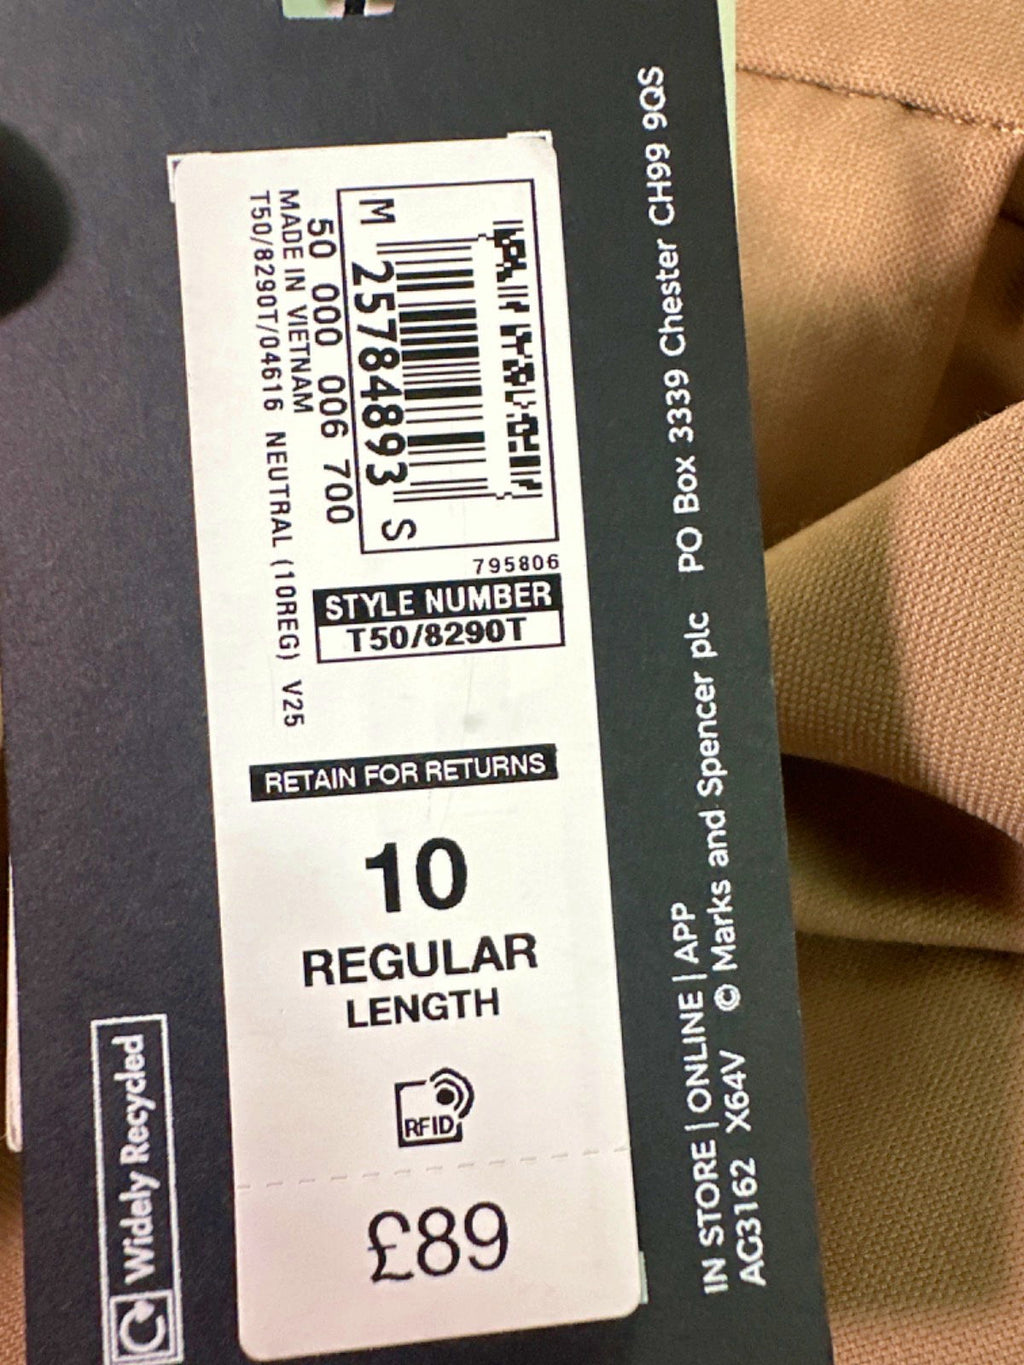 M 25784893 S
50 000 006 700
MADE IN VIETNAM
T50/8290T/04616 NEUTRAL (10REG) V25
795806
STYLE NUMBER
T50/8290T
RETAIN FOR RETURNS
10
REGULAR
LENGTH
RFID
£89
Widely Recycled
IN STORE | ONLINE | APP
AG3162 X64V © Marks and Spencer plc PO Box 3339 Chester CH99 9QS